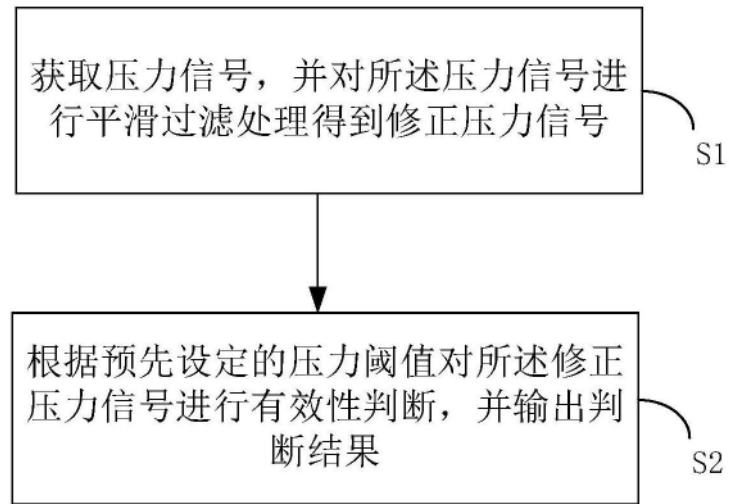 获取压力信号，并对所述压力信号进
行平滑过滤处理得到修正压力信号
S1
根据预先设定的压力阈值对所述修正
压力信号进行有效性判断，并输出判
断结果
S2